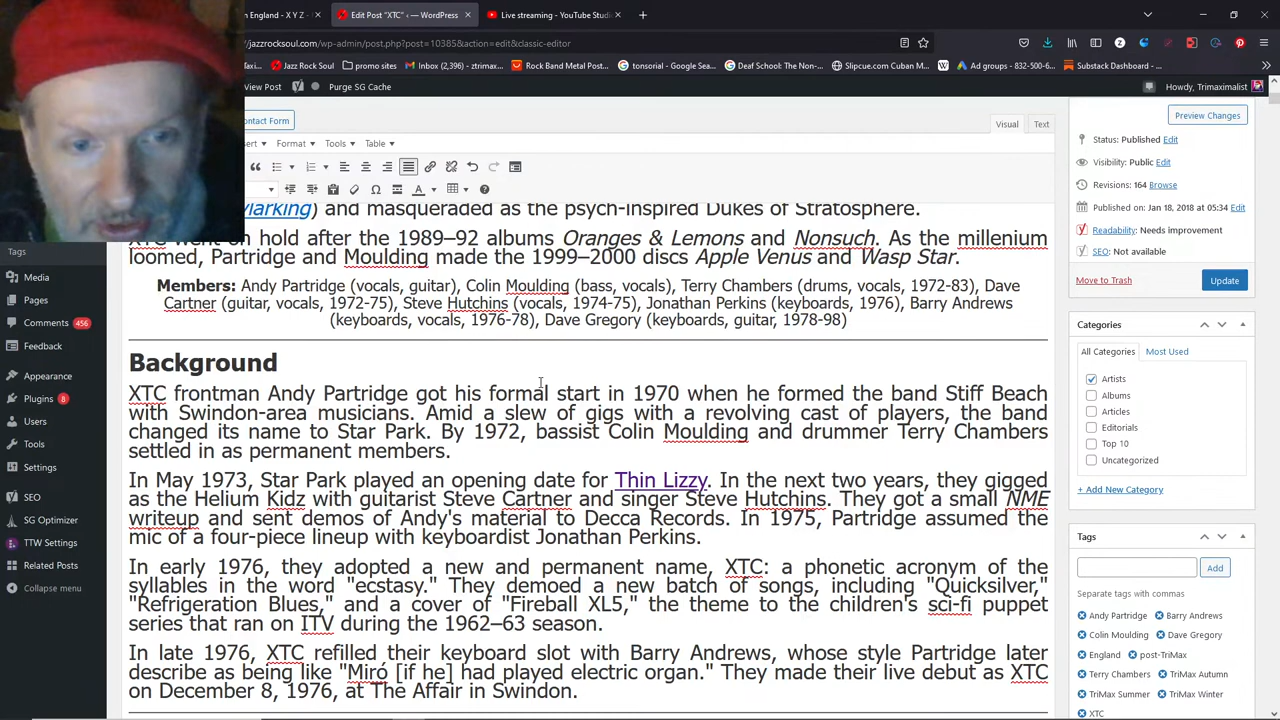 n England - X Y Z - Edit Post "XTC" ‹ — WordPress Live streaming - YouTube Studi
jazzrocksoul.com/wp-admin/post.php?post=10385&action=edit&classic-editor
Taxi... Jazz Rock Soul promo sites Inbox (2,396) - ztrimax... Rock Band Metal Post... tonsorial - Google Sea... Deaf School: The Non-... Slipcue.com Computer... Ad groups - 832-500-6... Substack Dashboard -...
View Post Purge SG Cache Howdy, Trimaximalist
ontact Form Preview Changes
Visual Text
sert Format Tools Table
Status: Published Edit
Visibility: Public Edit
Revisions: 164 Browse
Published on: Jan 18, 2018 at 05:34 Edit
Readability: Needs improvement
SEO: Not available
Move to Trash Update
ylarking) and masqueraded as the psych-inspired Dukes of Stratosphere.
XTC went on hold after the 1989–92 albums Oranges & Lemons and Nonsuch. As the millenium
loomed, Partridge and Moulding made the 1999–2000 discs Apple Venus and Wasp Star.
Members: Andy Partridge (vocals, guitar), Colin Moulding (bass, vocals), Terry Chambers (drums, vocals, 1972-83), Dave
Cartner (guitar, vocals, 1972-75), Steve Hutchins (vocals, 1974-75), Jonathan Perkins (keyboards, 1976), Barry Andrews
(keyboards, vocals, 1976-78), Dave Gregory (keyboards, guitar, 1978-98)
Background
XTC frontman Andy Partridge got his formal start in 1970 when he formed the band Stiff Beach
with Swindon-area musicians. Amid a slew of gigs with a revolving cast of players, the band
changed its name to Star Park. By 1972, bassist Colin Moulding and drummer Terry Chambers
settled in as permanent members.
In May 1973, Star Park played an opening date for Thin Lizzy. In the next two years, they gigged
as the Helium Kidz with guitarist Steve Cartner and singer Steve Hutchins. They got a small NME
writeup and sent demos of Andy's material to Decca Records. In 1975, Partridge assumed the
mic of a four-piece lineup with keyboardist Jonathan Perkins.
In early 1976, they adopted a new and permanent name, XTC: a phonetic acronym of the
syllables in the word "ecstasy." They demoed a new batch of songs, including "Quicksilver,"
"Refrigeration Blues," and a cover of "Fireball XL5," the theme to the children's sci-fi puppet
series that ran on ITV during the 1962–63 season.
In late 1976, XTC refilled their keyboard slot with Barry Andrews, whose style Partridge later
describe as being like "Miró [if he] had played electric organ." They made their live debut as XTC
on December 8, 1976, at The Affair in Swindon.
Tags
Media
Pages
Comments 456
Feedback
Appearance
Plugins 8
Users
Tools
Settings
SEO
SG Optimizer
TTW Settings
Related Posts
Collapse menu
Categories
All Categories Most Used
Artists
Albums
Articles
Editorials
Top 10
Uncategorized
+ Add New Category
Tags
Add
Separate tags with commas
Andy Partridge Barry Andrews
Colin Moulding Dave Gregory
England post-TriMax
Terry Chambers TriMax Autumn
TriMax Summer TriMax Winter
XTC